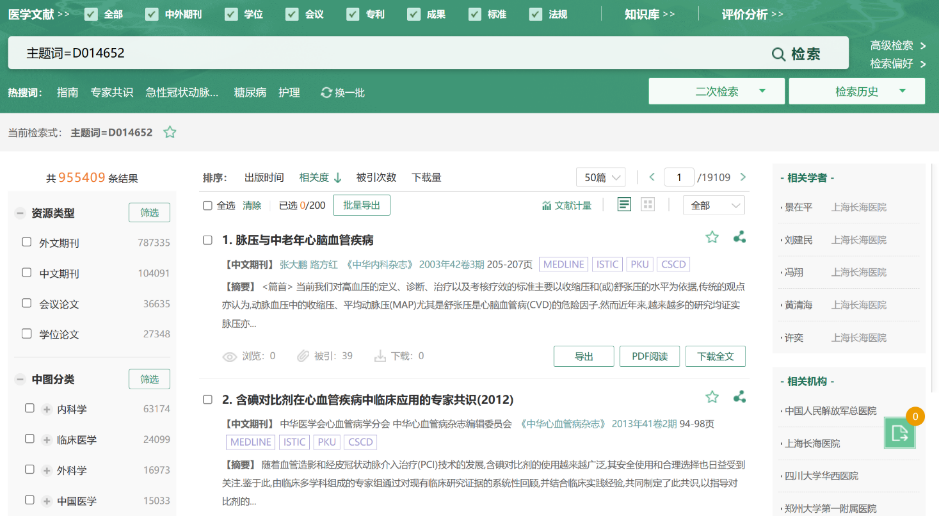 医学文献 >> 全部 中外期刊 学位 会议 专利 成果 标准 法规 知识库 >> 评价分析 >>
主题词=D014652 检索
高级检索 >
检索偏好 >
热搜词： 指南 专家共识 急性冠状动脉... 糖尿病 护理 换一批
二次检索 检索历史
当前检索式： 主题词=D014652
共 955409 条结果
资源类型 筛选
外文期刊 787335
中文期刊 104091
会议论文 36635
学位论文 27348
中图分类 筛选
内科学 63174
临床医学 24099
外科学 16973
中国医学 15033
排序： 出版时间 相关度 被引次数 下载量 50篇 < 1 /19109 >
全选 清除 已选 0/200 批量导出 文献计量 全部
1. 脉压与中老年心脑血管疾病
【中文期刊】 张大鹏 路方红 《中华内科杂志》 2003年42卷3期 205-207页 MEDLINE ISTIC PKU CSCD
【摘要】 <篇首> 当前我们对高血压的定义、诊断、治疗以及考核疗效的标准主要以收缩压和(或)舒张压的水平为依据,传统的观点
亦认为,动脉血压中的收缩压、平均动脉压(MAP)尤其是舒张压是心脑血管病(CVD)的危险因子.然而近年来,越来越多的研究均证实
脉压亦...
浏览：0 被引：39 下载：0 导出 PDF阅读 下载全文
2. 含碘对比剂在心血管疾病中临床应用的专家共识(2012)
【中文期刊】 中华医学会心血管病学分会 中华心血管病杂志编辑委员会 《中华心血管病杂志》 2013年41卷2期 94-98页
MEDLINE ISTIC PKU CSCD
【摘要】 随着血管造影和经皮冠状动脉介入治疗(PCI)技术的发展,含碘对比剂的使用越来越广泛,其安全使用和合理选择也日益受到
关注.鉴于此,由临床多学科组成的专家组通过对现有临床研究证据的系统性回顾,并结合临床实践经验,共同制定了此共识,以指导对
比剂的...
- 相关学者 -
· 景在平 上海长海医院
· 刘建民 上海长海医院
· 冯翔 上海长海医院
· 黄清海 上海长海医院
· 许奕 上海长海医院
- 相关机构 -
· 中国人民解放军总医院
0
· 上海长海医院
· 四川大学华西医院
· 郑州大学第一附属医院